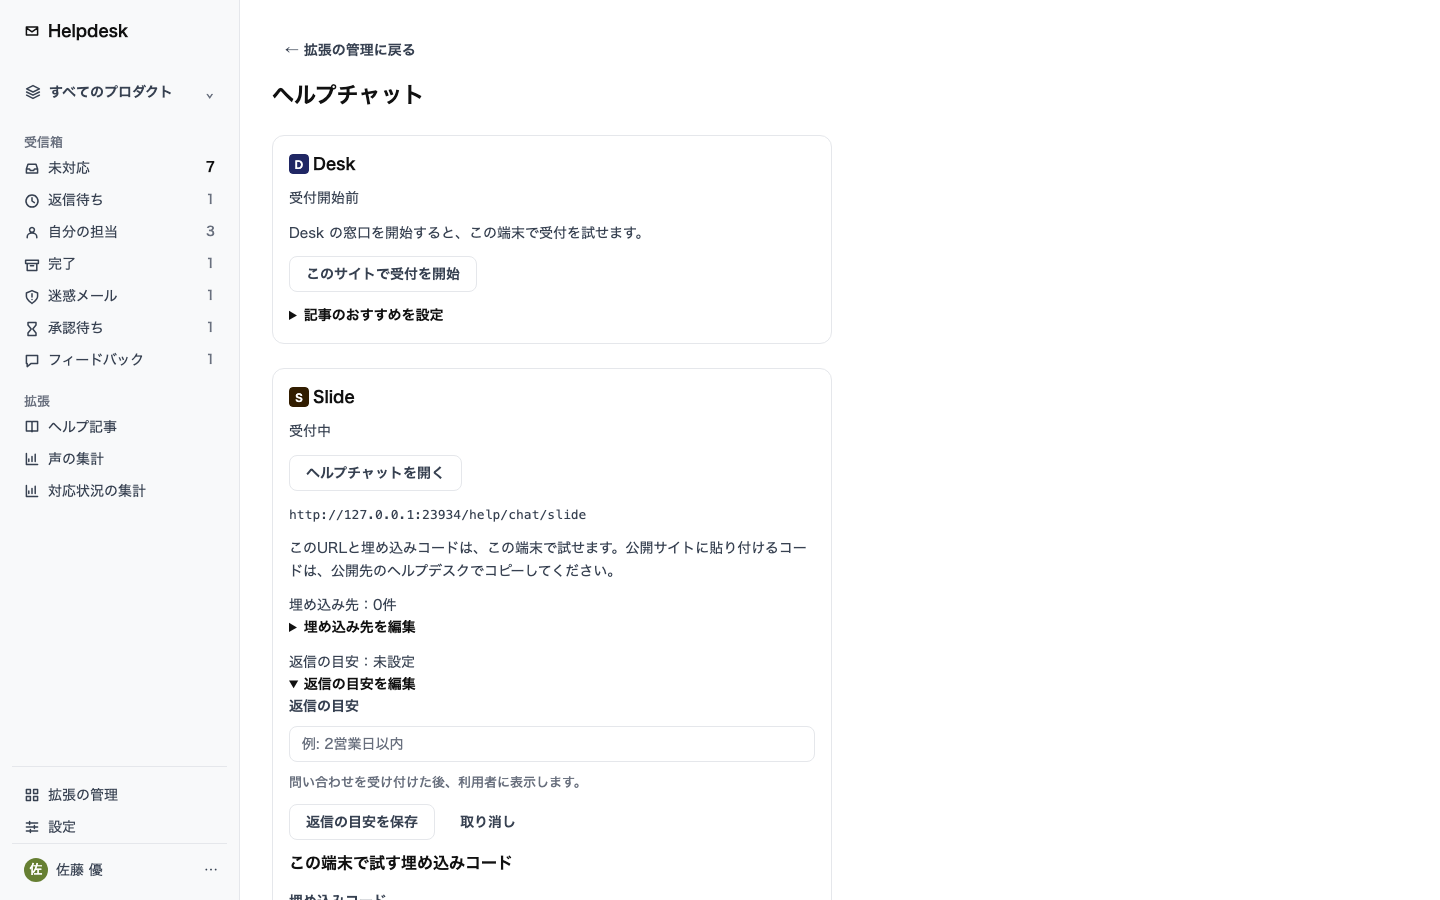 Helpdesk
すべてのプロダクト
受信箱
未対応 7
返信待ち 1
自分の担当 3
完了 1
迷惑メール 1
承認待ち 1
フィードバック 1
拡張
ヘルプ記事
声の集計
対応状況の集計
拡張の管理
設定
佐 佐藤 優 …
← 拡張の管理に戻る
ヘルプチャット
D Desk
受付開始前
Desk の窓口を開始すると、この端末で受付を試せます。
このサイトで受付を開始
▶ 記事のおすすめを設定
S Slide
受付中
ヘルプチャットを開く
http://127.0.0.1:23934/help/chat/slide
このURLと埋め込みコードは、この端末で試せます。公開サイトに貼り付けるコー
ドは、公開先のヘルプデスクでコピーしてください。
埋め込み先：0件
▶ 埋め込み先を編集
返信の目安：未設定
▼ 返信の目安を編集
返信の目安
例: 2営業日以内
問い合わせを受け付けた後、利用者に表示します。
返信の目安を保存 取り消し
この端末で試す埋め込みコード
埋め込みコード